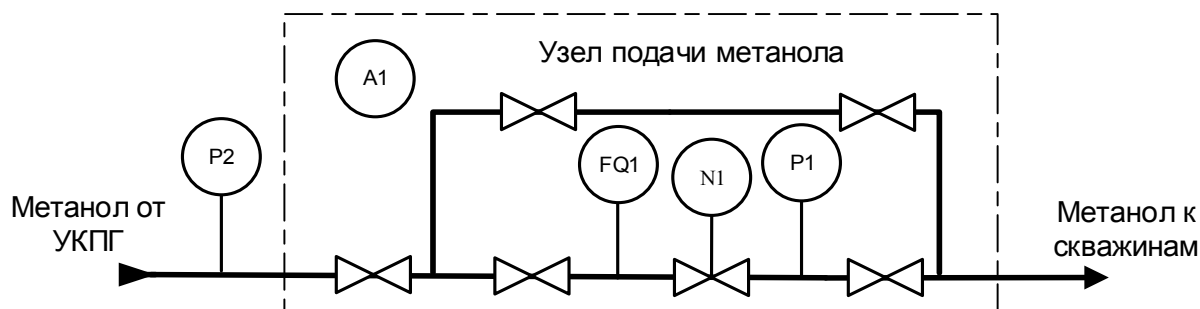 Узел подачи метанола
A1
P2
FQ1
N1
P1
Метанол от
УКПГ
Метанол к
скважинам